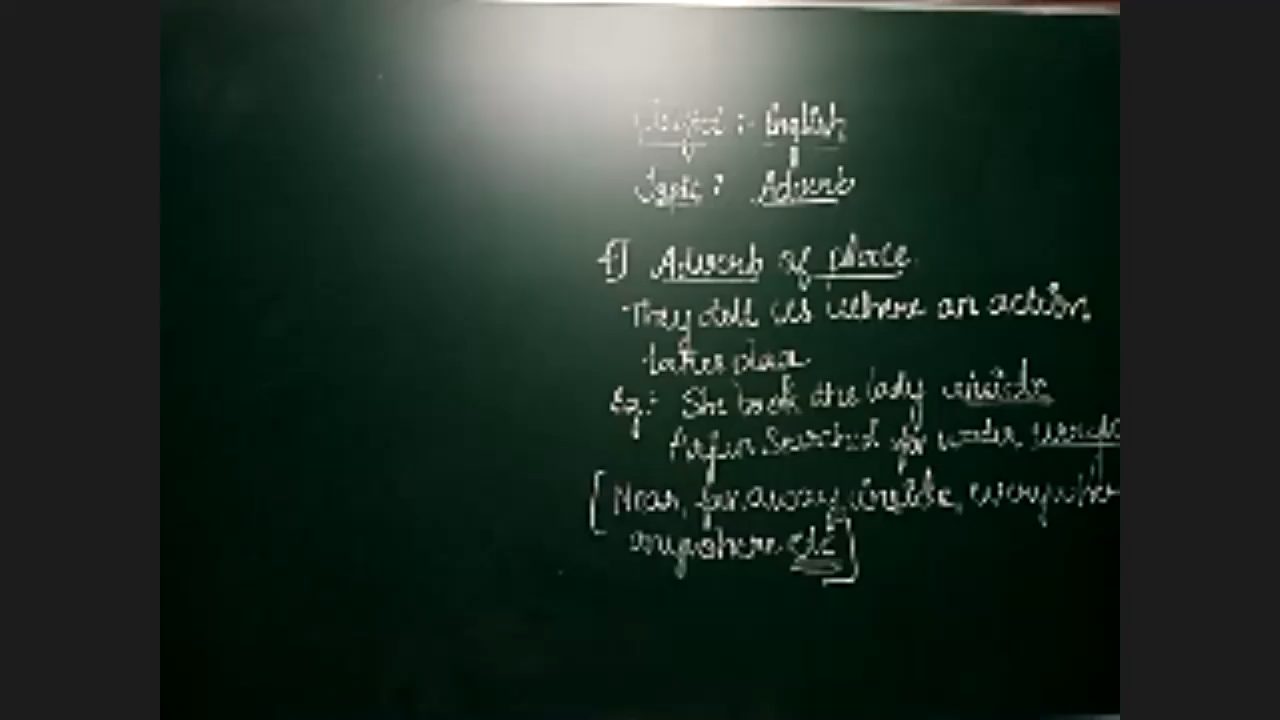 Subject :- English
Topic : Adverb
1) Adverb of place.
They tell us where an action
takes place
Eg:- She took the lady inside
Searched for water
[Near, far away, inside,
anywhere etc]